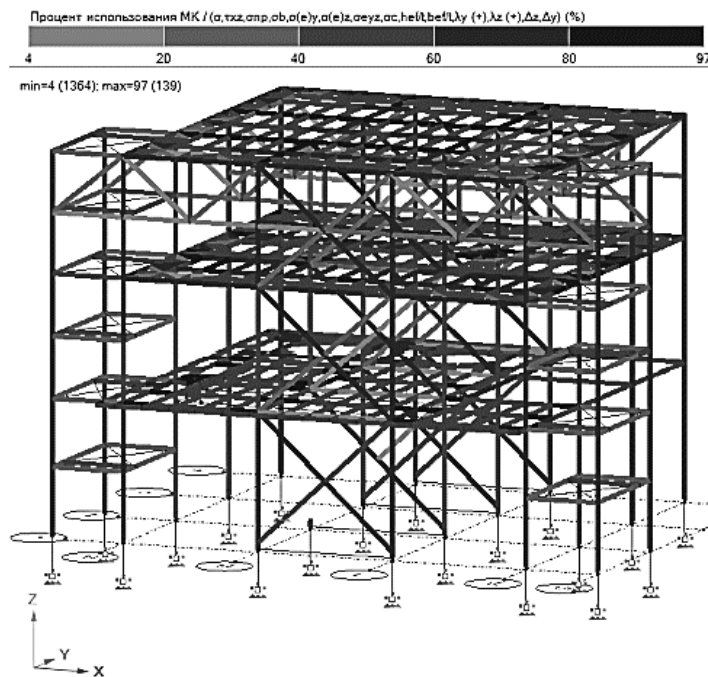 Процент использования МК / (σ,τxz,σпр,σb,σ(e)y,σ(e)z,σeyz,σc,hef/t,bef/t,λy (+),λz (+),Δz,Δy) (%)
4 20 40 60 80 97
min=4 (1364); max=97 (139)
Z
Y
X